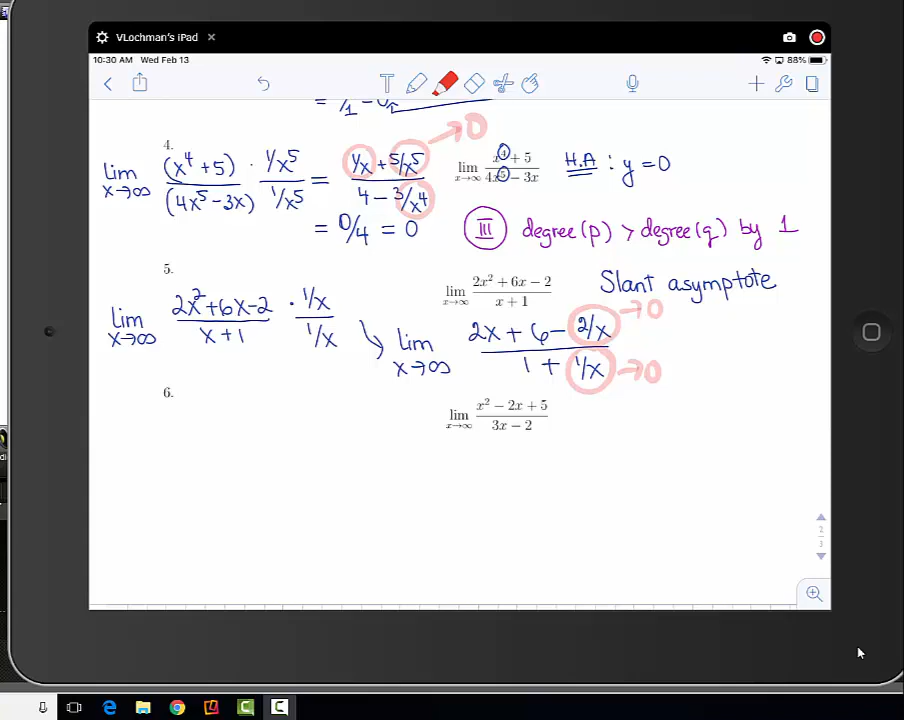 VLochman's iPad ×
10:30 AM Wed Feb 13 88%
4.
lim x→∞ (x⁴ + 5)/(4x⁵ − 3x) · (1/x⁵)/(1/x⁵) = (1/x + 5/x⁵)/(4 − 3/x⁴) →0
lim x→∞ (x⁴ + 5)/(4x⁵ − 3x) H.A : y = 0
= 0/4 = 0
III degree(p) > degree(q) by 1
5.
lim x→∞ (2x² + 6x − 2)/(x + 1) Slant asymptote
lim x→∞ (2x² + 6x − 2)/(x + 1) · (1/x)/(1/x)
lim x→∞ (2x + 6 − 2/x)/(1 + 1/x) →0 →0
6.
lim x→∞ (x² − 2x + 5)/(3x − 2)
2
3